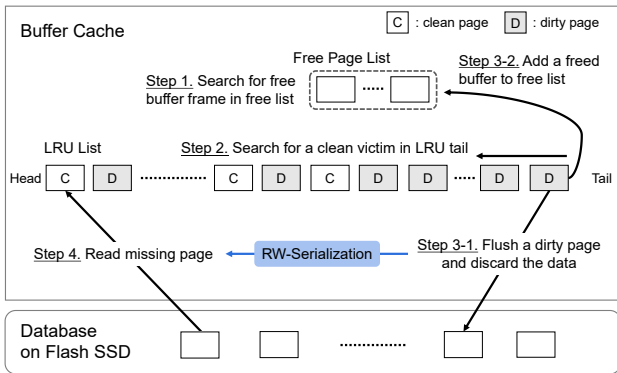 Buffer Cache
C : clean page D : dirty page
Free Page List
Step 1. Search for free
buffer frame in free list
Step 3-2. Add a freed
buffer to free list
LRU List
Step 2. Search for a clean victim in LRU tail
Head C D C D C D D D D Tail
Step 4. Read missing page
RW-Serialization
Step 3-1. Flush a dirty page
and discard the data
Database
on Flash SSD